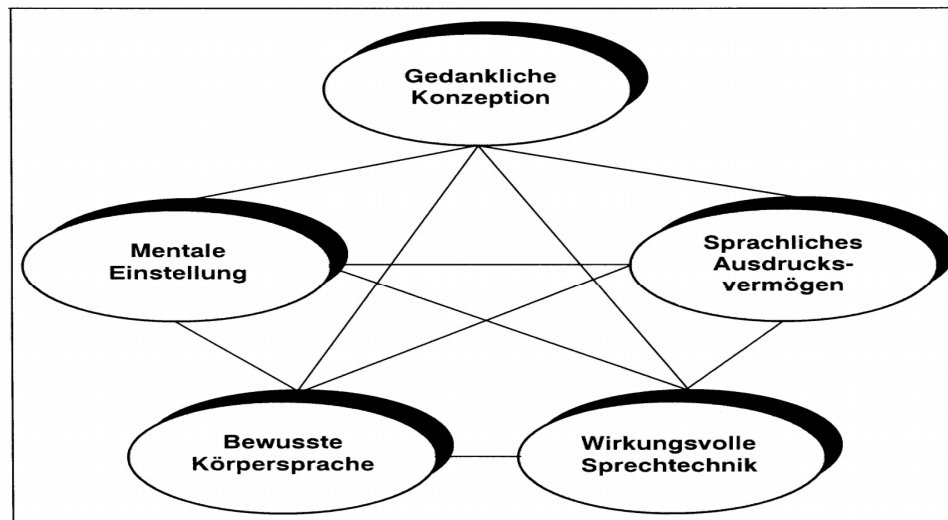 Gedankliche
Konzeption
Mentale
Einstellung
Sprachliches
Ausdrucks-
vermögen
Bewusste
Körpersprache
Wirkungsvolle
Sprechtechnik